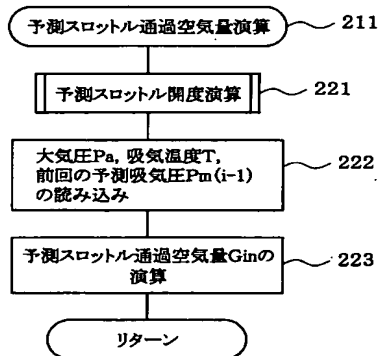 予測スロットル通過空気量演算
211
予測スロットル開度演算
221
大気圧Pa, 吸気温度T,
前回の予測吸気圧Pm(i-1)
の読み込み
222
予測スロットル通過空気量Ginの
演算
223
リターン